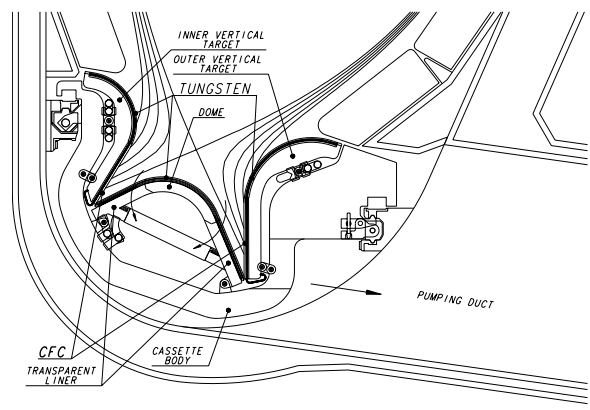 INNER VERTICAL
TARGET
OUTER VERTICAL
TARGET
TUNGSTEN
DOME
PUMPING DUCT
CFC
CASSETTE
BODY
TRANSPARENT
LINER